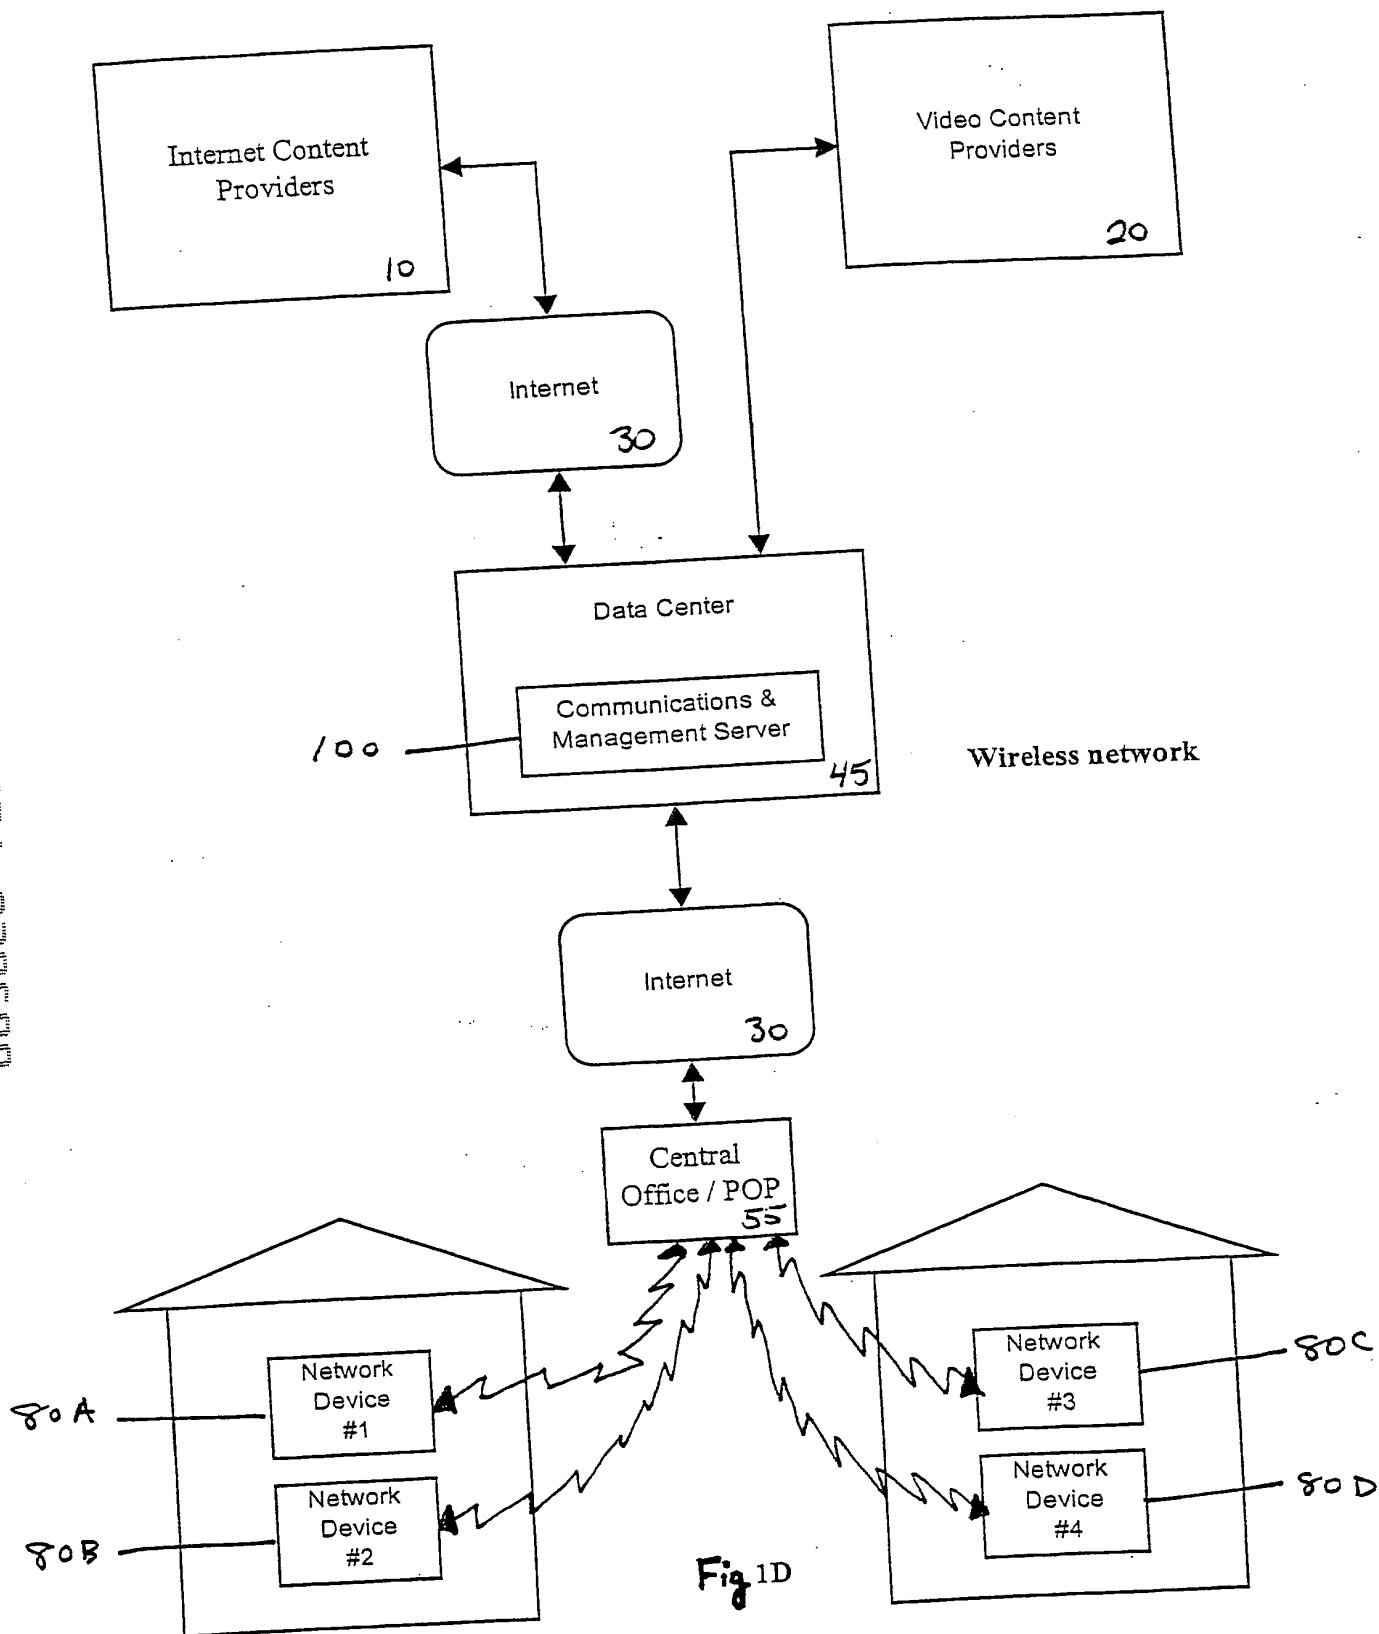 Internet Content
Providers
10
Video Content
Providers
20
Internet
30
Data Center
Communications &
Management Server
100
45
Wireless network
Internet
30
Central
Office / POP
55
Network
Device
#1
80A
Network
Device
#2
80B
Network
Device
#3
80C
Network
Device
#4
80D
Fig 1D